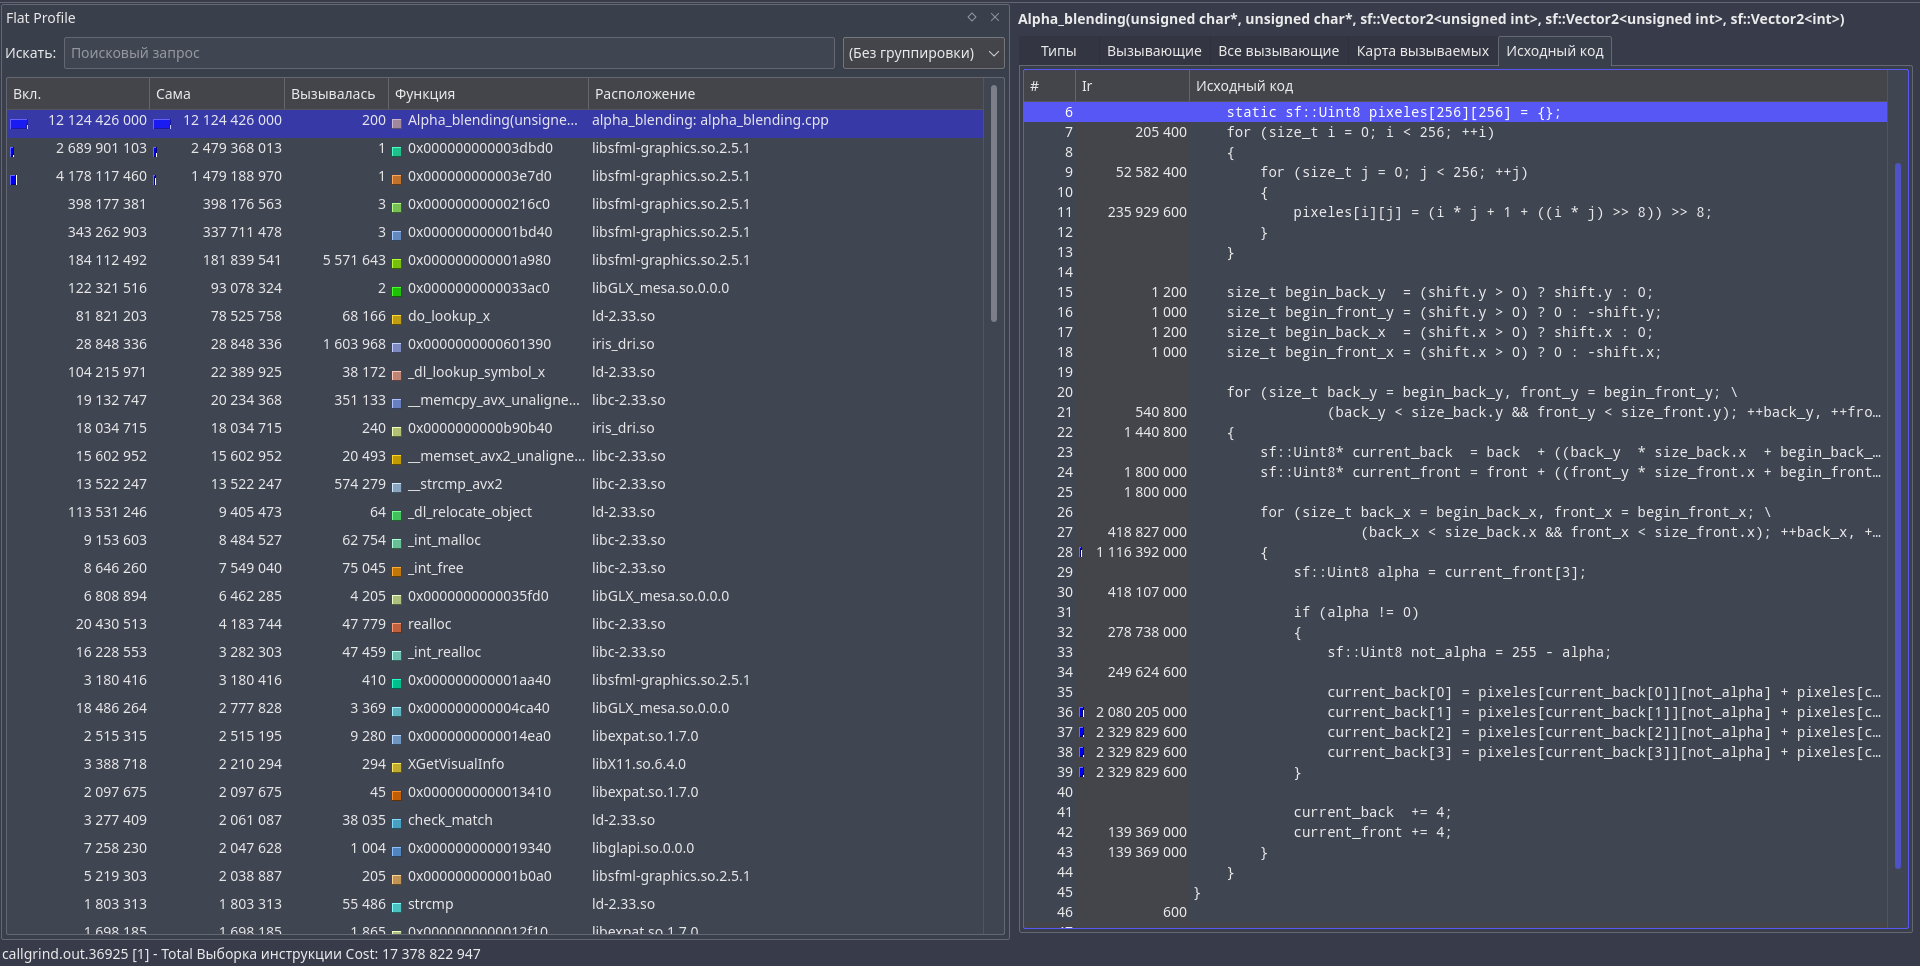 Flat Profile
Искать: Поисковый запрос (Без группировки)
Вкл. Сама Вызывалась Функция Расположение
12 124 426 000 12 124 426 000 200 Alpha_blending(unsigne... alpha_blending: alpha_blending.cpp
2 689 901 103 2 479 368 013 1 0x000000000003dbd0 libsfml-graphics.so.2.5.1
4 178 117 460 1 479 188 970 1 0x000000000003e7d0 libsfml-graphics.so.2.5.1
398 177 381 398 176 563 3 0x00000000000216c0 libsfml-graphics.so.2.5.1
343 262 903 337 711 478 3 0x000000000001bd40 libsfml-graphics.so.2.5.1
184 112 492 181 839 541 5 571 643 0x000000000001a980 libsfml-graphics.so.2.5.1
122 321 516 93 078 324 2 0x0000000000033ac0 libGLX_mesa.so.0.0.0
81 821 203 78 525 758 68 166 do_lookup_x ld-2.33.so
28 848 336 28 848 336 1 603 968 0x0000000000601390 iris_dri.so
104 215 971 22 389 925 38 172 _dl_lookup_symbol_x ld-2.33.so
19 132 747 20 234 368 351 133 __memcpy_avx_unaligne... libc-2.33.so
18 034 715 18 034 715 240 0x0000000000b90b40 iris_dri.so
15 602 952 15 602 952 20 493 __memset_avx2_unaligne... libc-2.33.so
13 522 247 13 522 247 574 279 __strcmp_avx2 libc-2.33.so
113 531 246 9 405 473 64 _dl_relocate_object ld-2.33.so
9 153 603 8 484 527 62 754 _int_malloc libc-2.33.so
8 646 260 7 549 040 75 045 _int_free libc-2.33.so
6 808 894 6 462 285 4 205 0x0000000000035fd0 libGLX_mesa.so.0.0.0
20 430 513 4 183 744 47 779 realloc libc-2.33.so
16 228 553 3 282 303 47 459 _int_realloc libc-2.33.so
3 180 416 3 180 416 410 0x000000000001aa40 libsfml-graphics.so.2.5.1
18 486 264 2 777 828 3 369 0x000000000004ca40 libGLX_mesa.so.0.0.0
2 515 315 2 515 195 9 280 0x0000000000014ea0 libexpat.so.1.7.0
3 388 718 2 210 294 294 XGetVisualInfo libX11.so.6.4.0
2 097 675 2 097 675 45 0x0000000000013410 libexpat.so.1.7.0
3 277 409 2 061 087 38 035 check_match ld-2.33.so
7 258 230 2 047 628 1 004 0x0000000000019340 libglapi.so.0.0.0
5 219 303 2 038 887 205 0x000000000001b0a0 libsfml-graphics.so.2.5.1
1 803 313 1 803 313 55 486 strcmp ld-2.33.so
1 698 185 1 698 185 1 865 0x0000000000012f10 libexpat.so.1.7.0
callgrind.out.36925 [1] - Total Выборка инструкции Cost: 17 378 822 947
Alpha_blending(unsigned char*, unsigned char*, sf::Vector2<unsigned int>, sf::Vector2<unsigned int>, sf::Vector2<int>)
Типы Вызывающие Все вызывающие Карта вызываемых Исходный код
# Ir Исходный код
6 static sf::Uint8 pixeles[256][256] = {};
7 205 400 for (size_t i = 0; i < 256; ++i)
8 {
9 52 582 400 for (size_t j = 0; j < 256; ++j)
10 {
11 235 929 600 pixeles[i][j] = (i * j + 1 + ((i * j) >> 8)) >> 8;
12 }
13 }
14
15 1 200 size_t begin_back_y  = (shift.y > 0) ? shift.y : 0;
16 1 000 size_t begin_front_y = (shift.y > 0) ? 0 : -shift.y;
17 1 200 size_t begin_back_x  = (shift.x > 0) ? shift.x : 0;
18 1 000 size_t begin_front_x = (shift.x > 0) ? 0 : -shift.x;
19
20 for (size_t back_y = begin_back_y, front_y = begin_front_y; \
21 540 800 (back_y < size_back.y && front_y < size_front.y); ++back_y, ++fro...
22 1 440 800 {
23 sf::Uint8* current_back  = back  + ((back_y  * size_back.x  + begin_back_...
24 1 800 000 sf::Uint8* current_front = front + ((front_y * size_front.x + begin_front...
25 1 800 000
26 for (size_t back_x = begin_back_x, front_x = begin_front_x; \
27 418 827 000 (back_x < size_back.x && front_x < size_front.x); ++back_x, +...
28 1 116 392 000 {
29 sf::Uint8 alpha = current_front[3];
30 418 107 000
31 if (alpha != 0)
32 278 738 000 {
33 sf::Uint8 not_alpha = 255 - alpha;
34 249 624 600
35 current_back[0] = pixeles[current_back[0]][not_alpha] + pixeles[c...
36 2 080 205 000 current_back[1] = pixeles[current_back[1]][not_alpha] + pixeles[c...
37 2 329 829 600 current_back[2] = pixeles[current_back[2]][not_alpha] + pixeles[c...
38 2 329 829 600 current_back[3] = pixeles[current_back[3]][not_alpha] + pixeles[c...
39 2 329 829 600 }
40
41 current_back  += 4;
42 139 369 000 current_front += 4;
43 139 369 000 }
44 }
45 }
46 600